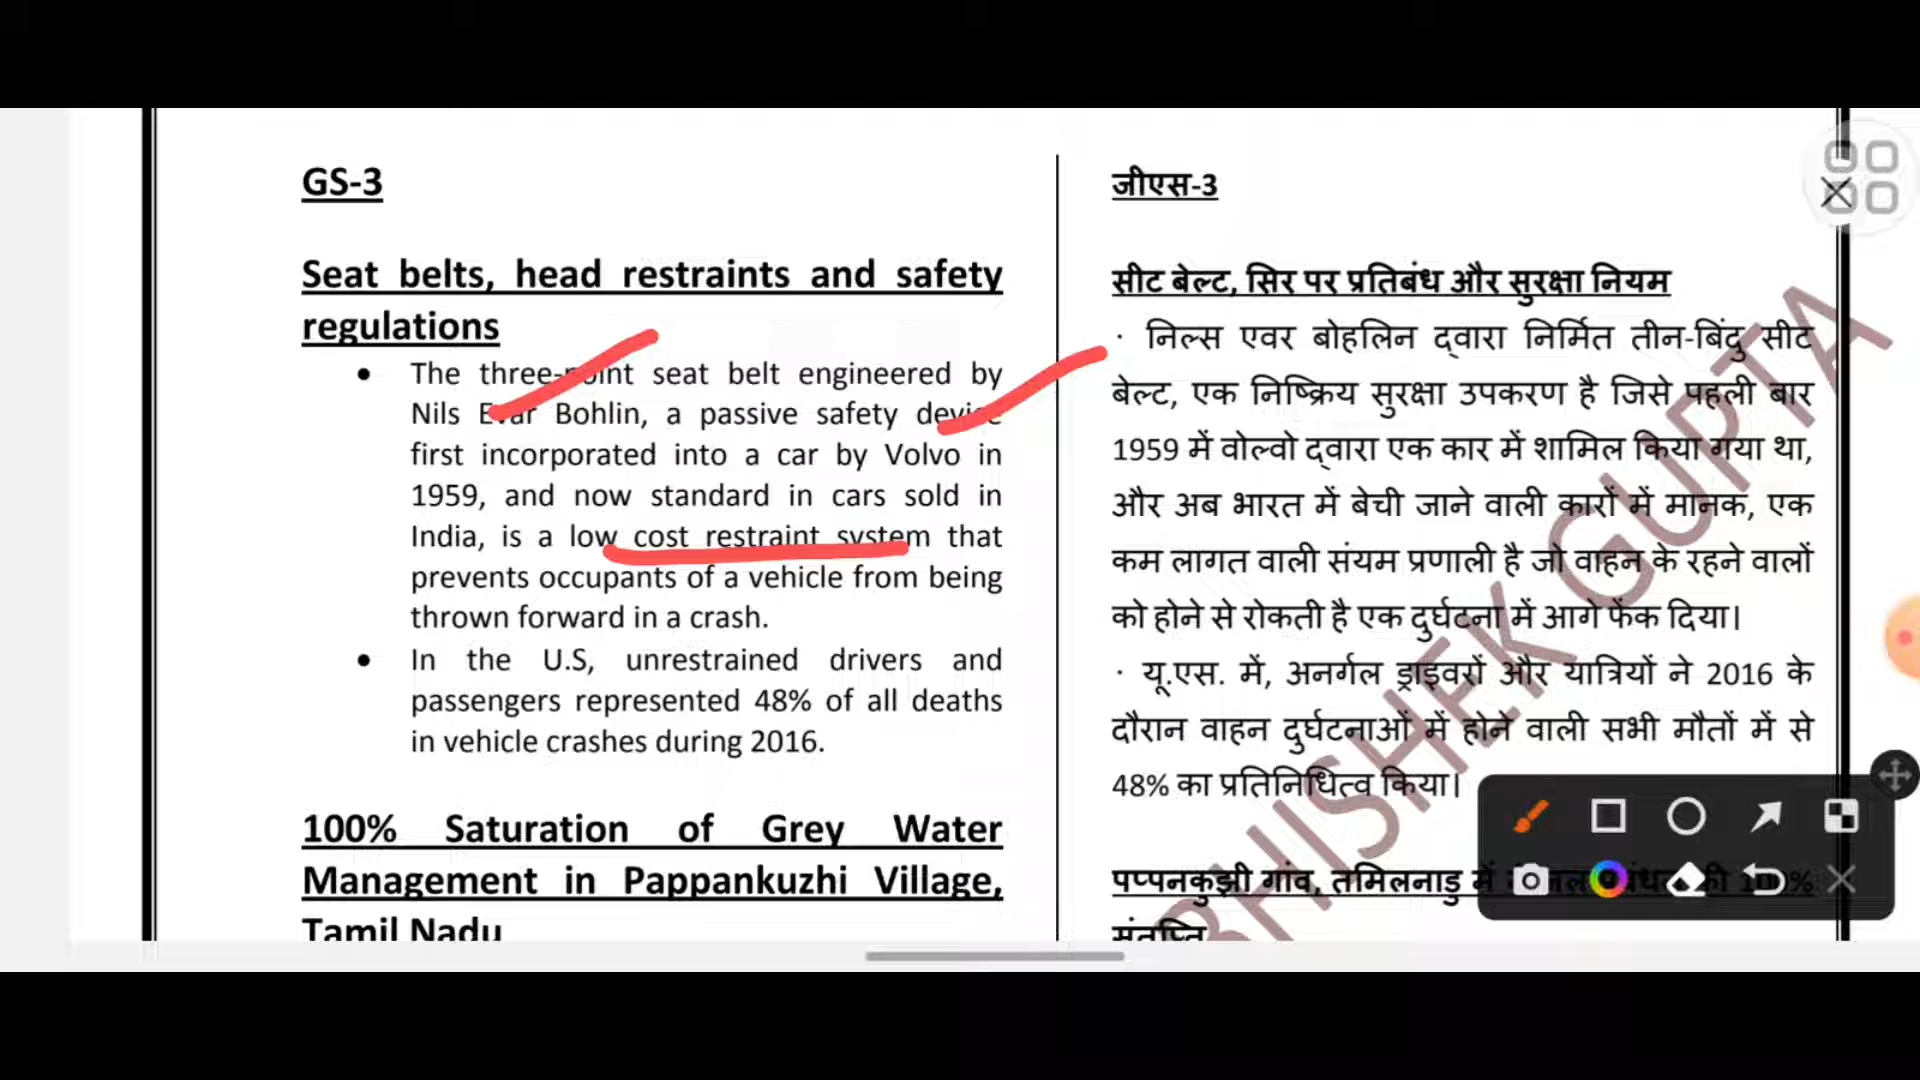 GS-3
Seat belts, head restraints and safety
regulations
• The three-point seat belt engineered by
Nils Evar Bohlin, a passive safety device
first incorporated into a car by Volvo in
1959, and now standard in cars sold in
India, is a low cost restraint system that
prevents occupants of a vehicle from being
thrown forward in a crash.
• In the U.S, unrestrained drivers and
passengers represented 48% of all deaths
in vehicle crashes during 2016.
100% Saturation of Grey Water
Management in Pappankuzhi Village,
Tamil Nadu
जीएस-3
सीट बेल्ट, सिर पर प्रतिबंध और सुरक्षा नियम
· निल्स एवर बोहलिन द्वारा निर्मित तीन-बिंदु सीट
बेल्ट, एक निष्क्रिय सुरक्षा उपकरण है जिसे पहली बार
1959 में वोल्वो द्वारा एक कार में शामिल किया गया था,
और अब भारत में बेची जाने वाली कारों में मानक, एक
कम लागत वाली संयम प्रणाली है जो वाहन के रहने वालों
को होने से रोकती है एक दुर्घटना में आगे फेंक दिया।
· यू.एस. में, अनर्गल ड्राइवरों और यात्रियों ने 2016 के
दौरान वाहन दुर्घटनाओं में होने वाली सभी मौतों में से
48% का प्रतिनिधित्व किया।
पप्पनकुझी गांव, तमिलनाडु में की 100%
संतृप्ति
ABHISHEK GUPTA